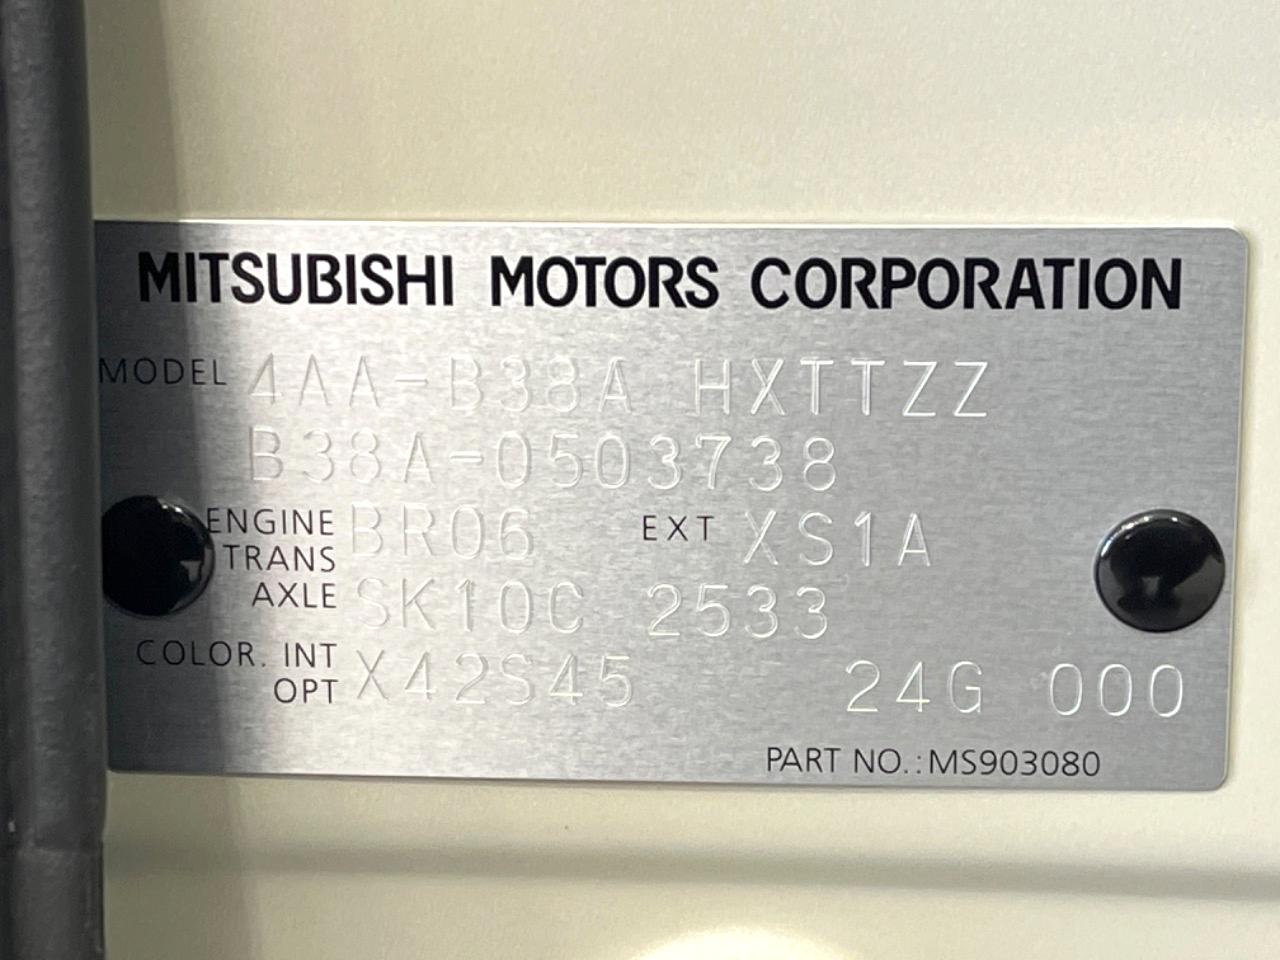 MITSUBISHI MOTORS CORPORATION
MODEL 4AA-B38A HXTTZZ
B38A-0503738
ENGINE BR06 EXT XS1A
TRANS
AXLE SK10C 2533
COLOR. INT X42S45 24G 000
OPT
PART NO.:MS903080